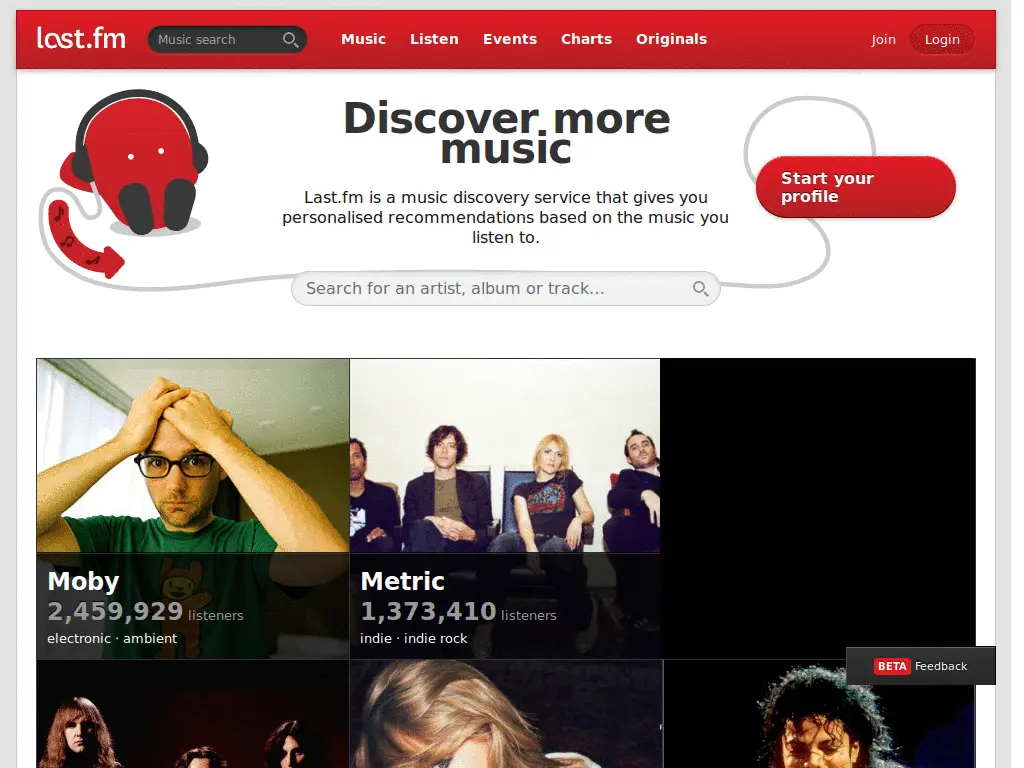 last.fm
Music search
Music Listen Events Charts Originals
Join Login
Discover more
music
Last.fm is a music discovery service that gives you
personalised recommendations based on the music you
listen to.
Start your
profile
Search for an artist, album or track...
Moby
2,459,929 listeners
electronic · ambient
Metric
1,373,410 listeners
indie · indie rock
BETA Feedback